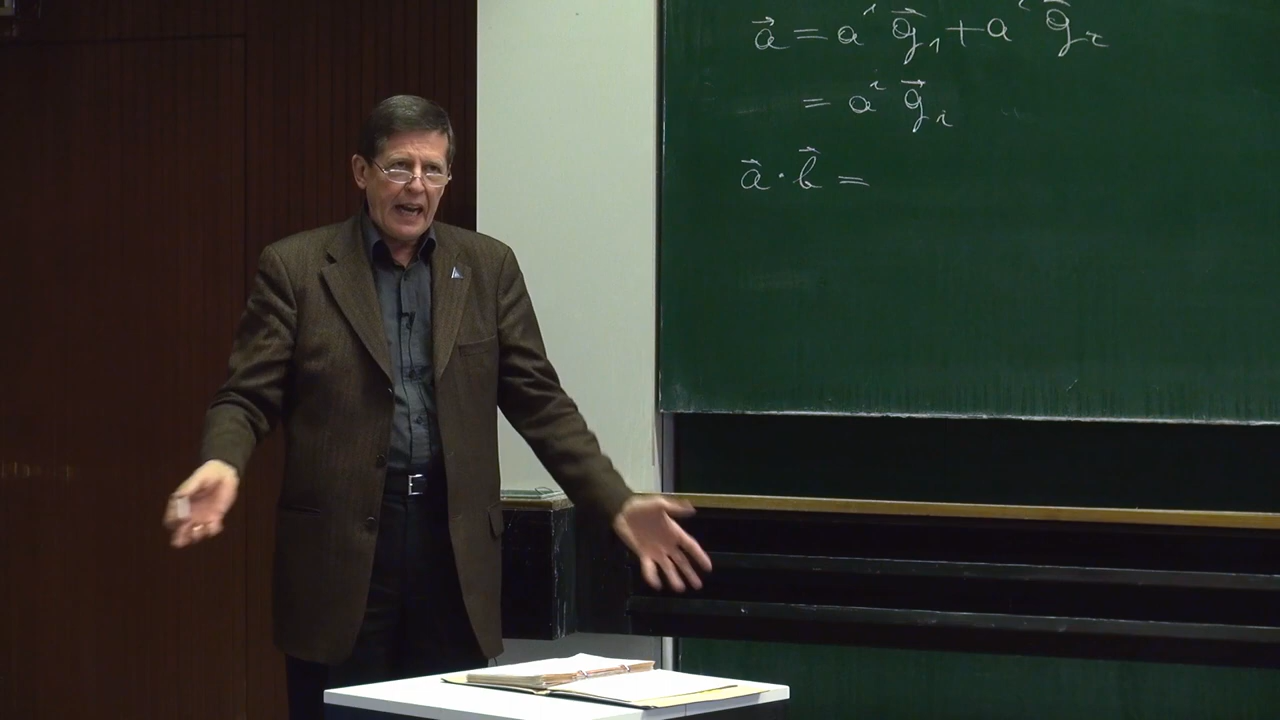 a⃗ = a¹ g⃗₁ + a² g⃗₂
= aⁱ g⃗ᵢ
a⃗ · b⃗ =